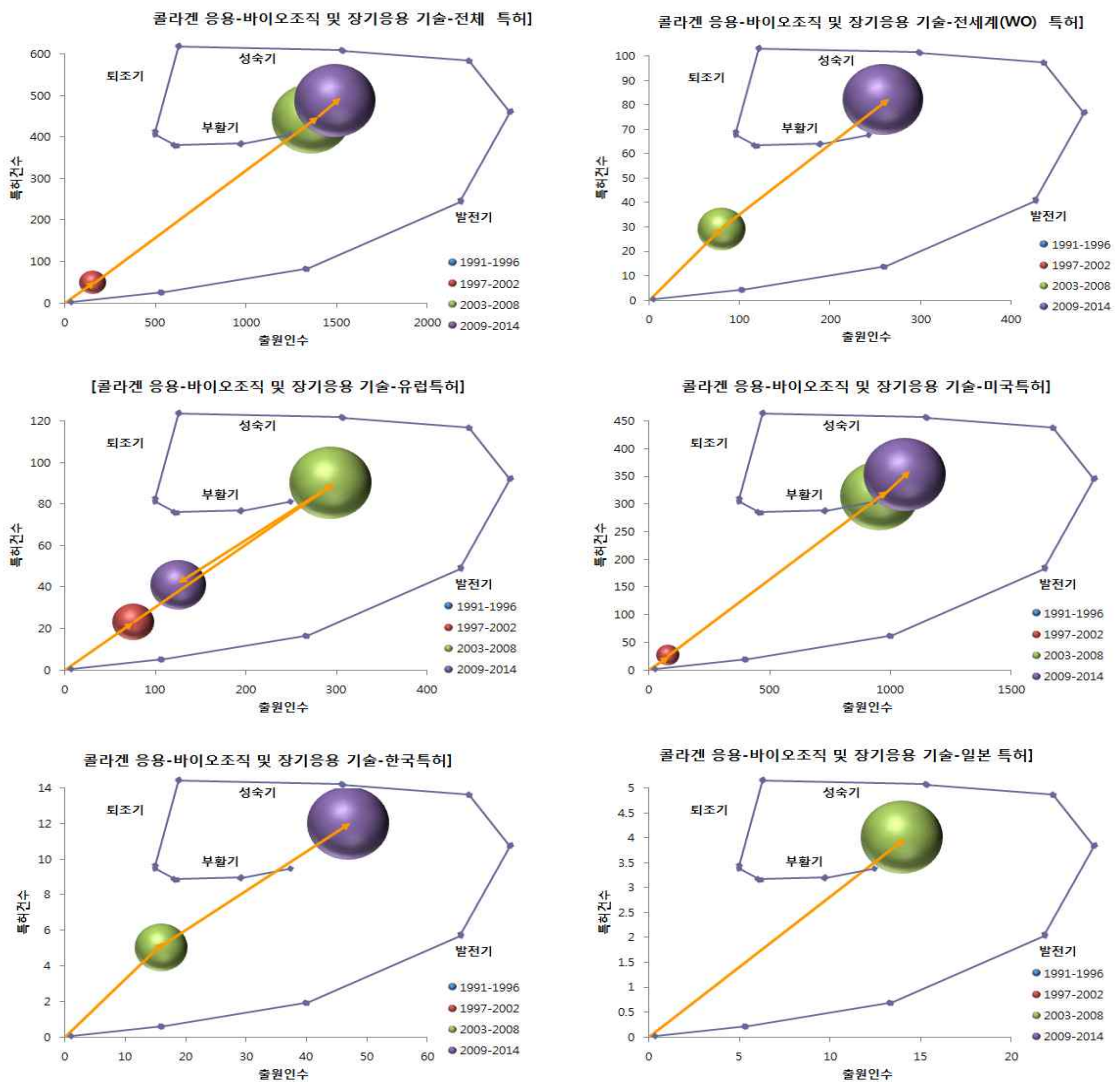 콜라겐 응용-바이오조직 및 장기응용 기술-전체 특허]
600
500
400
300
200
100
0
특허건수
퇴조기
성숙기
부활기
발전기
1991-1996
1997-2002
2003-2008
2009-2014
0 500 1000 1500 2000
출원인수
콜라겐 응용-바이오조직 및 장기응용 기술-전세계(WO) 특허]
100
90
80
70
60
50
40
30
20
10
0
특허건수
퇴조기
성숙기
부활기
발전기
1991-1996
1997-2002
2003-2008
2009-2014
0 100 200 300 400
출원인수
[콜라겐 응용-바이오조직 및 장기응용 기술-유럽특허]
120
100
80
60
40
20
0
특허건수
퇴조기
성숙기
부활기
발전기
1991-1996
1997-2002
2003-2008
2009-2014
0 100 200 300 400
출원인수
콜라겐 응용-바이오조직 및 장기응용 기술-미국특허]
450
400
350
300
250
200
150
100
50
0
특허건수
퇴조기
성숙기
부활기
발전기
1991-1996
1997-2002
2003-2008
2009-2014
0 500 1000 1500
출원인수
콜라겐 응용-바이오조직 및 장기응용 기술-한국특허]
14
12
10
8
6
4
2
0
특허건수
퇴조기
성숙기
부활기
발전기
1991-1996
1997-2002
2003-2008
2009-2014
0 10 20 30 40 50 60
출원인수
콜라겐 응용-바이오조직 및 장기응용 기술-일본 특허]
5
4.5
4
3.5
3
2.5
2
1.5
1
0.5
0
특허건수
퇴조기
성숙기
부활기
발전기
1991-1996
1997-2002
2003-2008
2009-2014
0 5 10 15 20
출원인수